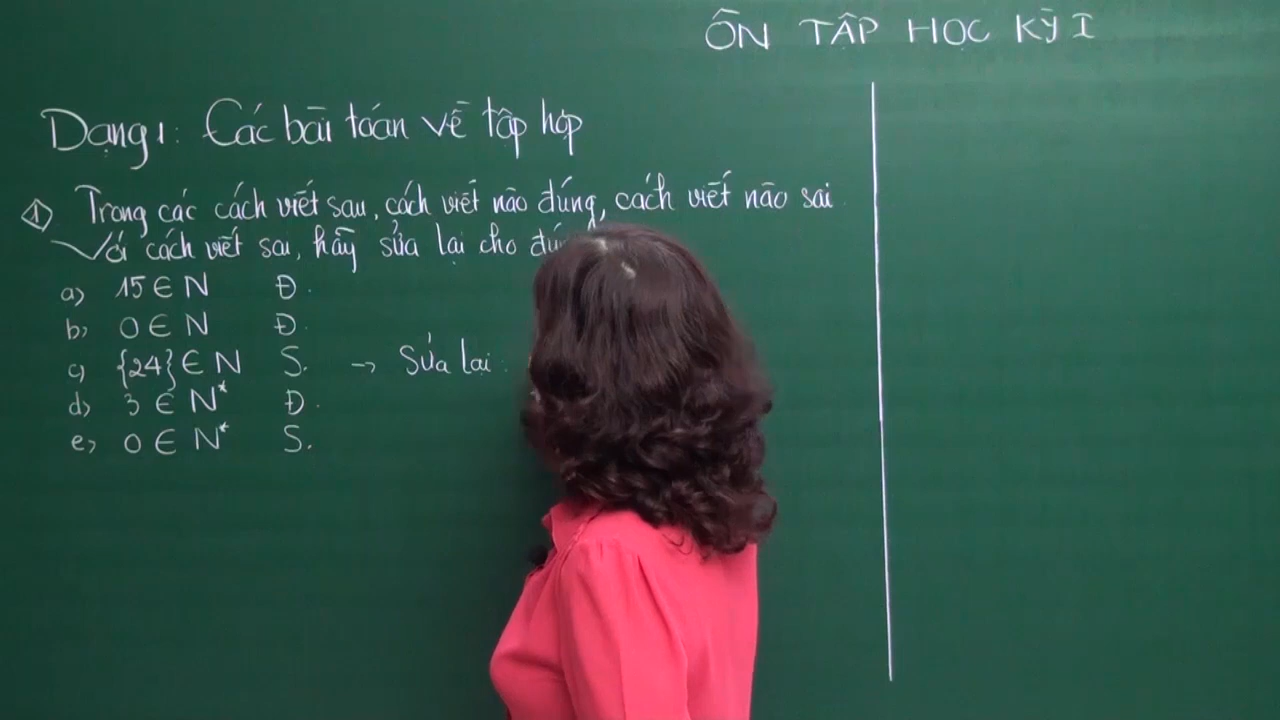 ÔN TẬP HỌC KỲ I
Dạng 1: Các bài toán về tập hợp
1 Trong các cách viết sau, cách viết nào đúng, cách viết nào sai
Với cách viết sai, hãy sửa lại cho
a) 15 ∈ N Đ.
b) 0 ∈ N Đ.
c) {24} ∈ N S. → Sửa lại:
d) 3 ∈ N* Đ.
e) 0 ∈ N* S.